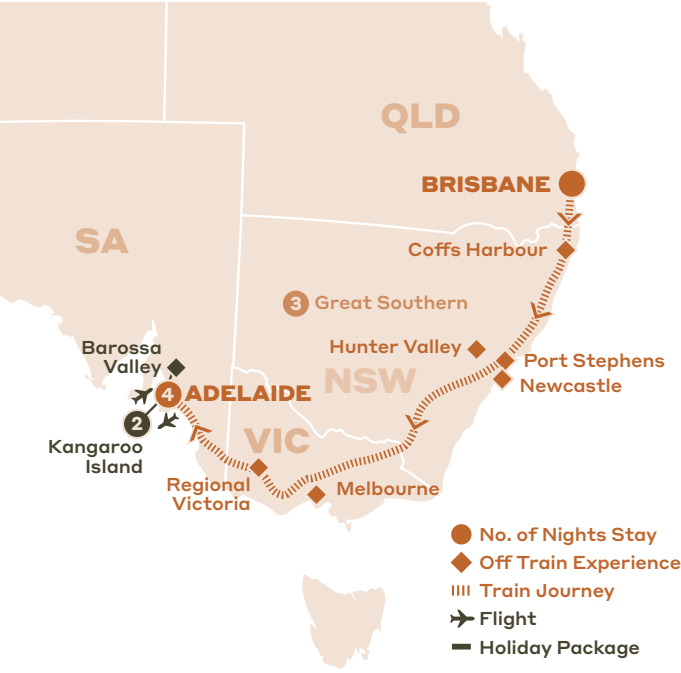 QLD
BRISBANE
SA
Coffs Harbour
3 Great Southern
Hunter Valley
Barossa
Valley
Port Stephens
NSW
Newcastle
4 ADELAIDE
2
Kangaroo
Island
VIC
Regional
Victoria
Melbourne
No. of Nights Stay
Off Train Experience
Train Journey
Flight
Holiday Package